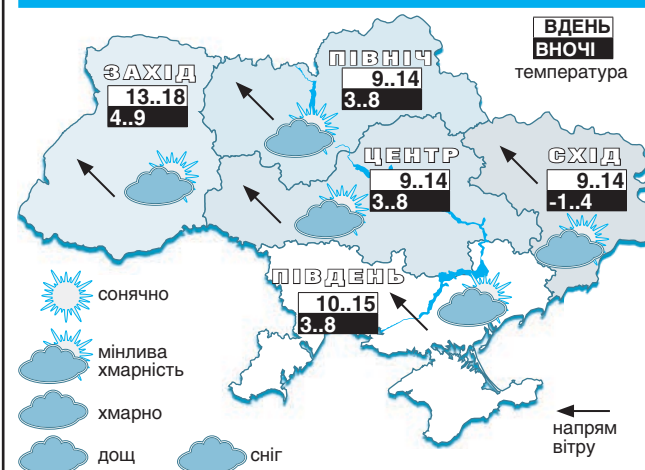 ВДЕНЬ
ВНОЧІ
температура
ЗАХІД
13..18
4..9
ПІВНІЧ
9..14
3..8
ЦЕНТР
9..14
3..8
СХІД
9..14
-1..4
ПІВДЕНЬ
10..15
3..8
сонячно
мінлива
хмарність
хмарно
дощ
сніг
напрям
вітру